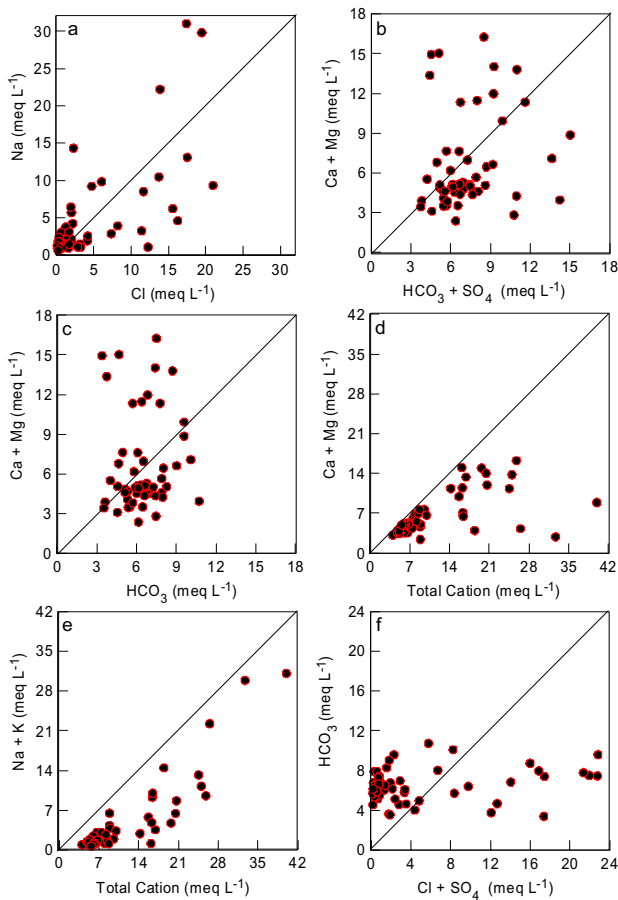 a
30
25
20
15
10
5
0
0 5 10 15 20 25 30
Na (meq L-1)
Cl (meq L-1)
b
18
15
12
9
6
3
0
0 3 6 9 12 15 18
Ca + Mg (meq L-1)
HCO3 + SO4 (meq L-1)
c
18
15
12
9
6
3
0
0 3 6 9 12 15 18
Ca + Mg (meq L-1)
HCO3 (meq L-1)
d
42
35
28
21
14
7
0
0 7 14 21 28 35 42
Ca + Mg (meq L-1)
Total Cation (meq L-1)
e
42
35
28
21
14
7
0
0 7 14 21 28 35 42
Na + K (meq L-1)
Total Cation (meq L-1)
f
24
20
16
12
8
4
0
0 4 8 12 16 20 24
HCO3 (meq L-1)
Cl + SO4 (meq L-1)